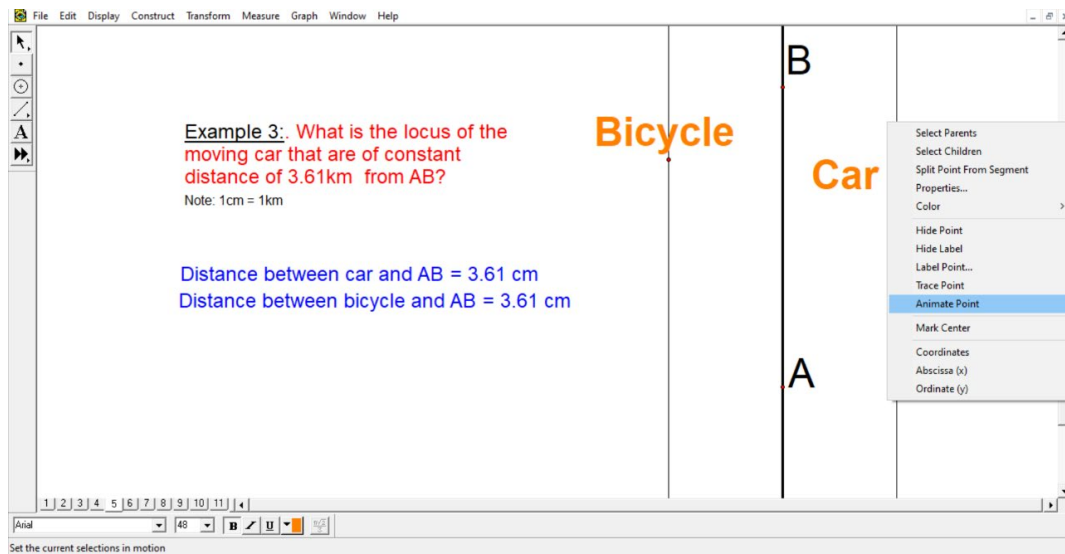 File Edit Display Construct Transform Measure Graph Window Help
B
Bicycle
Example 3:. What is the locus of the
moving car that are of constant
distance of 3.61km from AB?
Note: 1cm = 1km
Car
Select Parents
Select Children
Split Point From Segment
Properties...
Color
Hide Point
Hide Label
Label Point...
Trace Point
Animate Point
Mark Center
Coordinates
Abscissa (x)
Ordinate (y)
Distance between car and AB = 3.61 cm
Distance between bicycle and AB = 3.61 cm
A
A
1 2 3 4 5 6 7 8 9 10 11
Arial 48 B I U
Set the current selections in motion